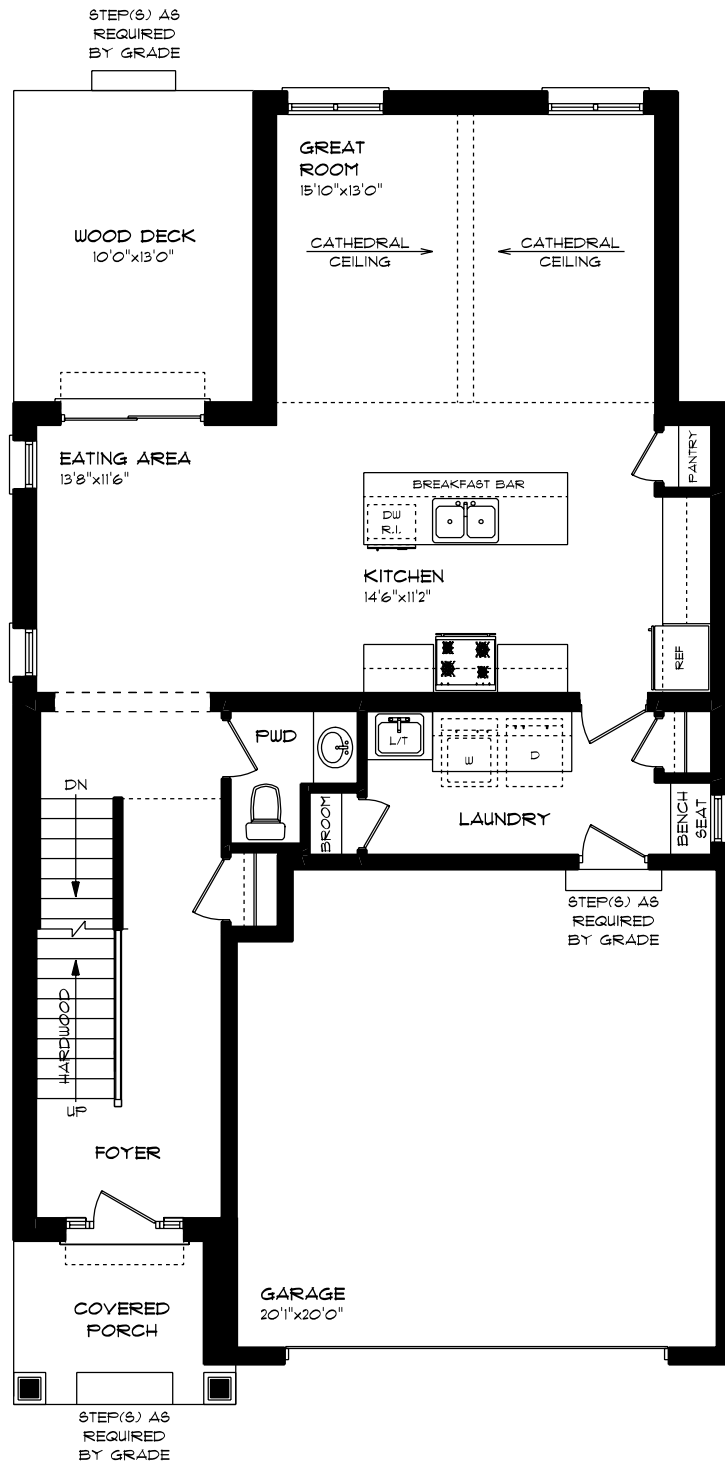 STEP(S) AS
REQUIRED
BY GRADE
GREAT
ROOM
15'10"x13'0"
WOOD DECK
10'0"x13'0"
CATHEDRAL
CEILING
CATHEDRAL
CEILING
EATING AREA
13'8"x11'6"
PANTRY
BREAKFAST BAR
DW
R.I.
KITCHEN
14'6"x11'2"
REF
PWD
L/T
W
D
DN
BROOM
LAUNDRY
BENCH
SEAT
STEP(S) AS
REQUIRED
BY GRADE
HARDWOOD
UP
FOYER
GARAGE
20'1"x20'0"
COVERED
PORCH
STEP(S) AS
REQUIRED
BY GRADE